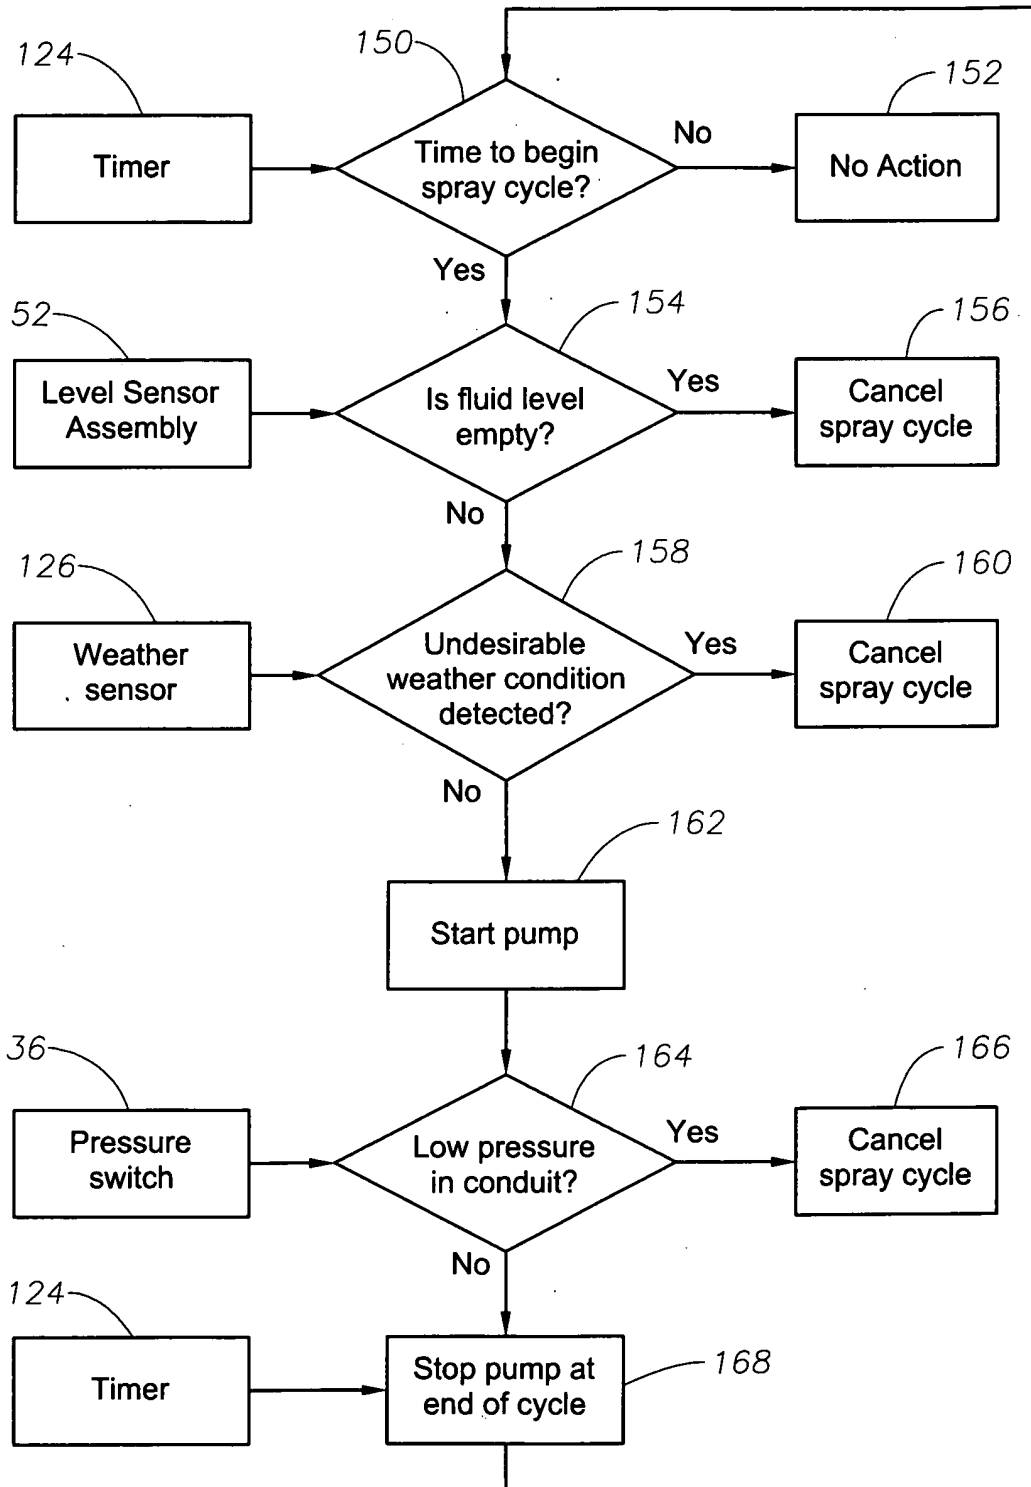 124
150
152
Timer
Time to begin
spray cycle?
No
No Action
Yes
52
154
156
Level Sensor
Assembly
Is fluid level
empty?
Yes
Cancel
spray cycle
No
126
158
160
Weather
sensor
Undesirable
weather condition
detected?
Yes
Cancel
spray cycle
No
162
Start pump
36
164
166
Pressure
switch
Low pressure
in conduit?
Yes
Cancel
spray cycle
No
124
Timer
Stop pump at
end of cycle
168